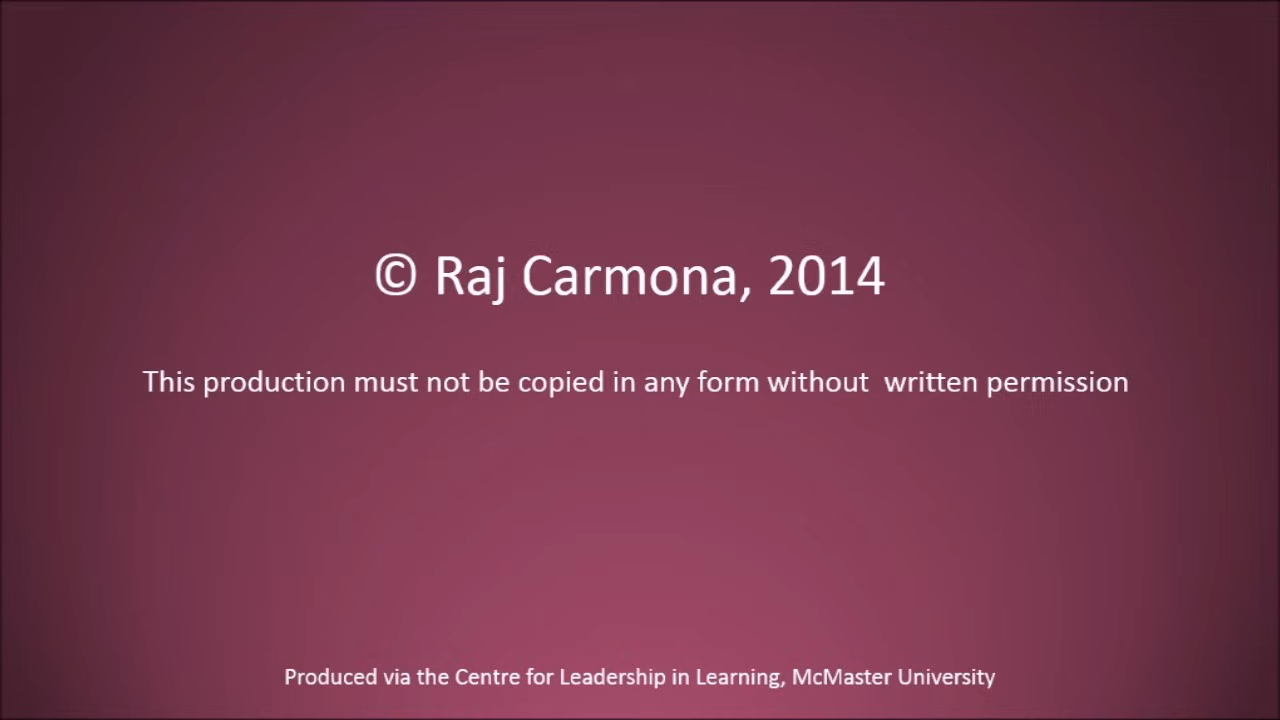 © Raj Carmona, 2014
This production must not be copied in any form without  written permission
Produced via the Centre for Leadership in Learning, McMaster University